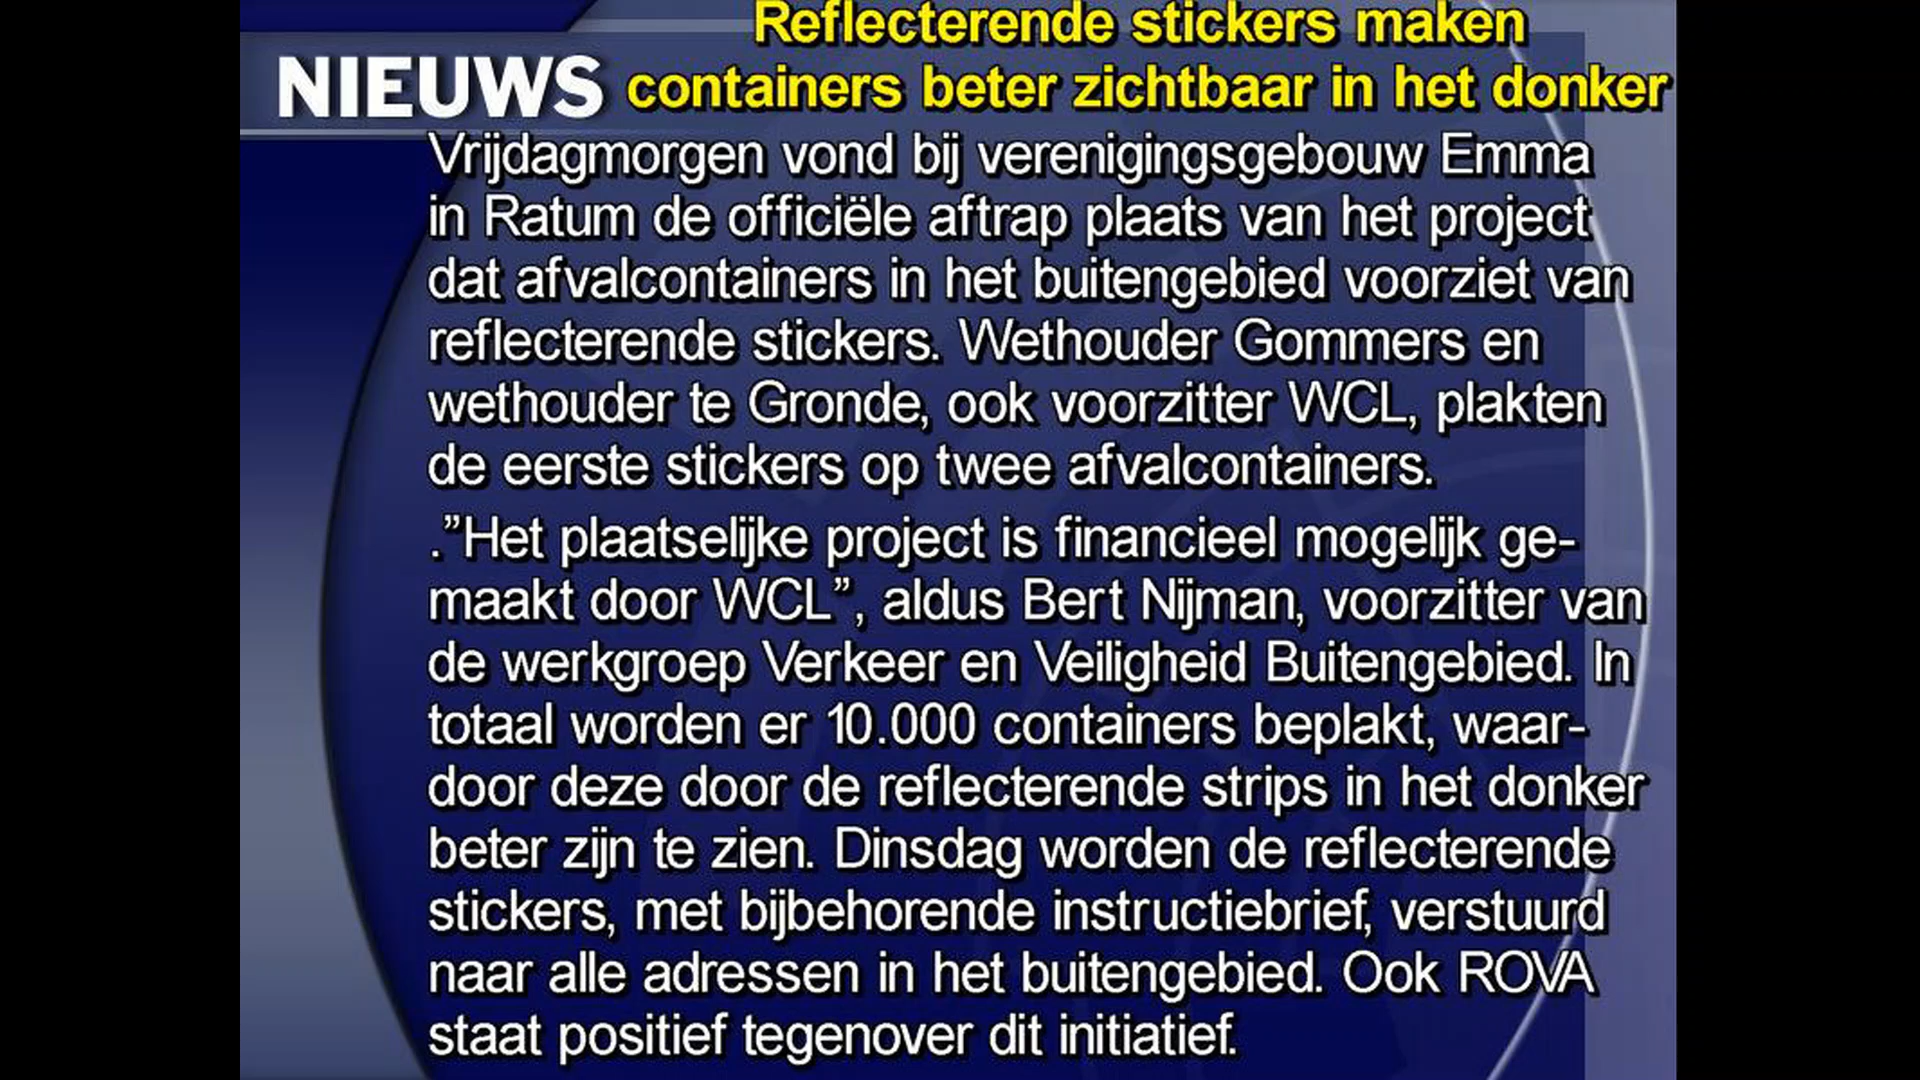 Reflecterende stickers maken
NIEUWS containers beter zichtbaar in het donker
Vrijdagmorgen vond bij verenigingsgebouw Emma
in Ratum de officiële aftrap plaats van het project
dat afvalcontainers in het buitengebied voorziet van
reflecterende stickers. Wethouder Gommers en
wethouder te Gronde, ook voorzitter WCL, plakten
de eerste stickers op twee afvalcontainers.
.”Het plaatselijke project is financieel mogelijk ge-
maakt door WCL”, aldus Bert Nijman, voorzitter van
de werkgroep Verkeer en Veiligheid Buitengebied. In
totaal worden er 10.000 containers beplakt, waar-
door deze door de reflecterende strips in het donker
beter zijn te zien. Dinsdag worden de reflecterende
stickers, met bijbehorende instructiebrief, verstuurd
naar alle adressen in het buitengebied. Ook ROVA
staat positief tegenover dit initiatief.